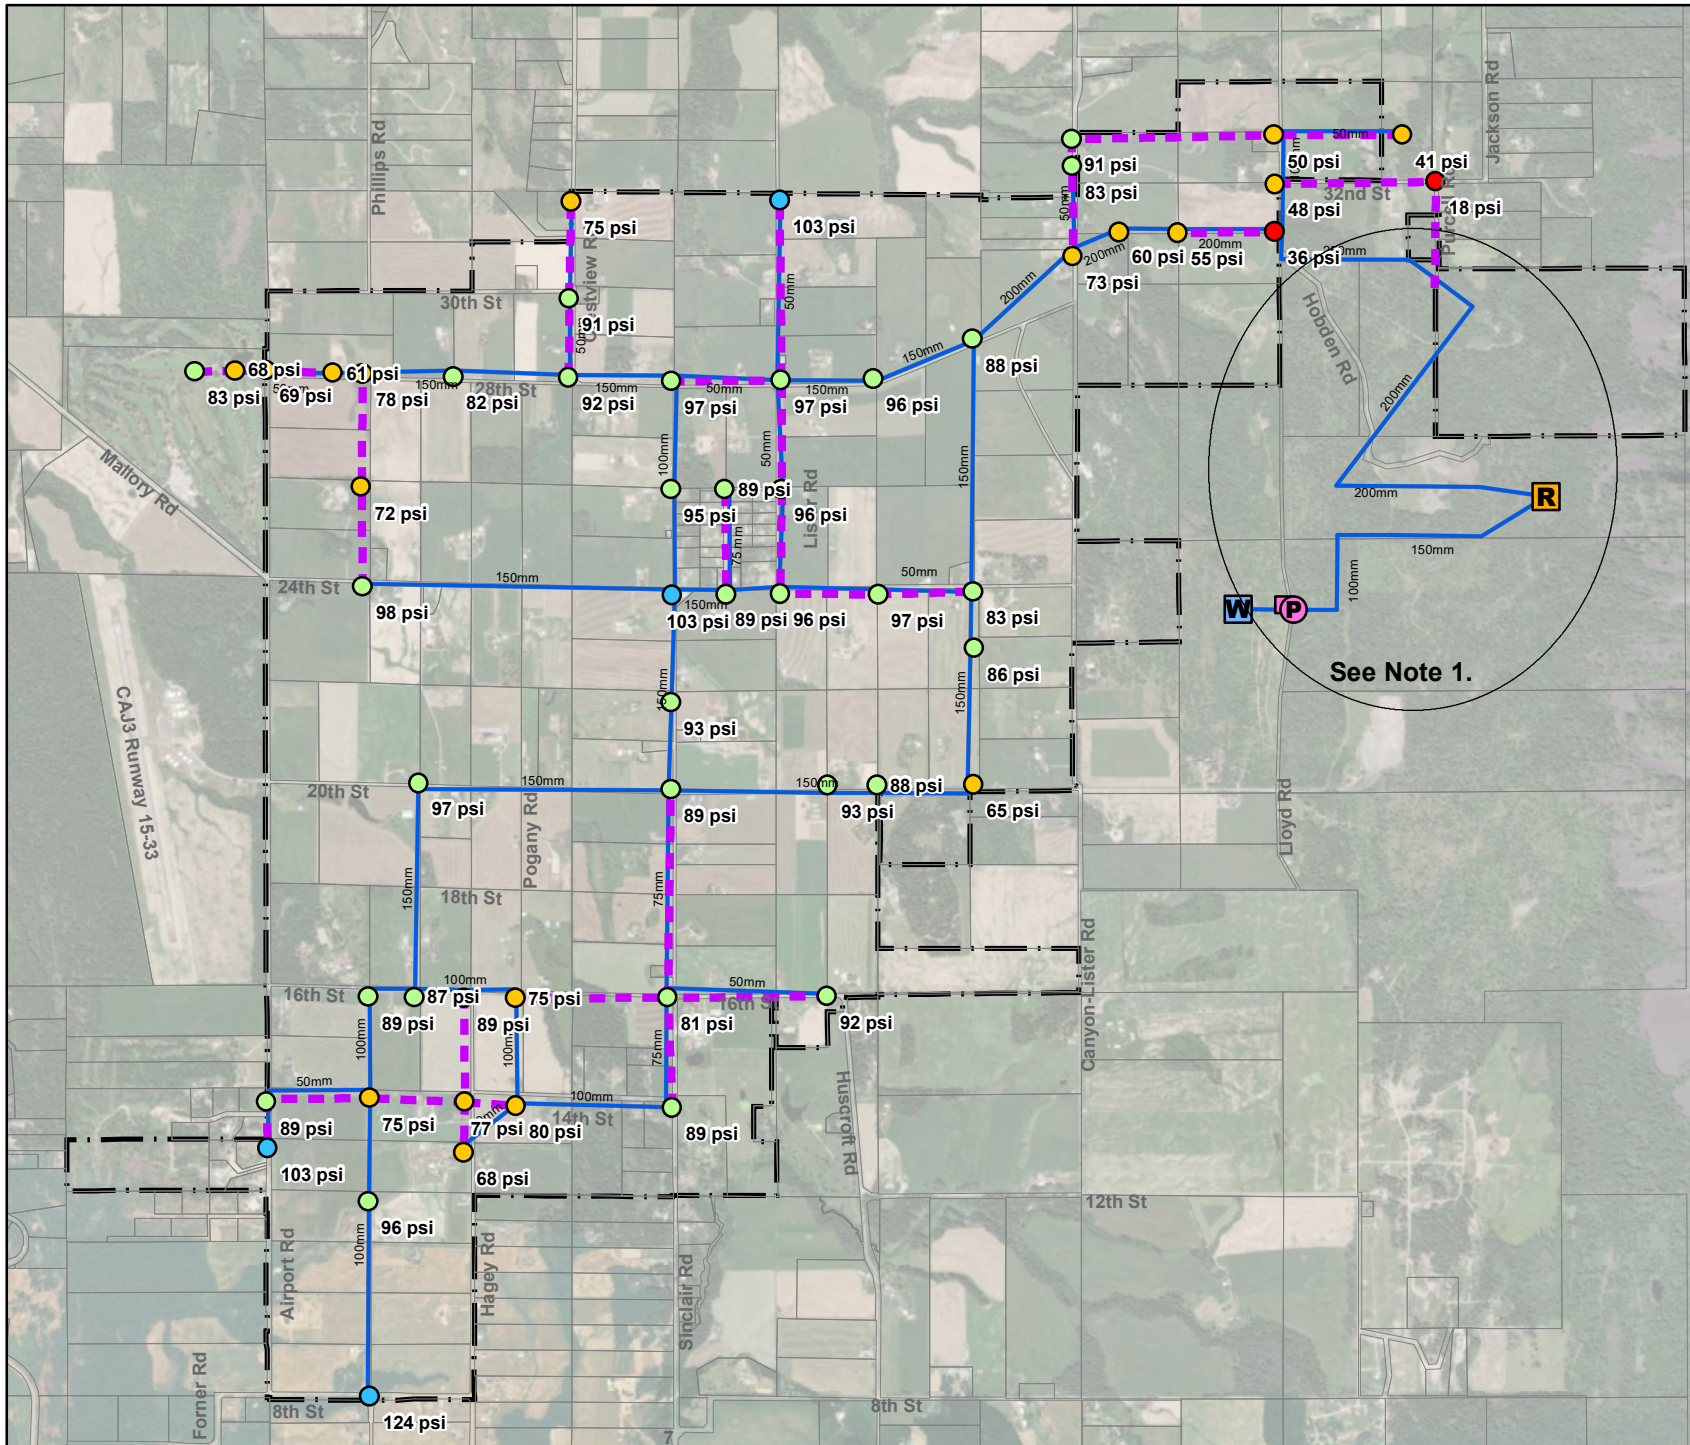 Jackson Rd
Phillips Rd
50mm
91 psi
50 psi
41 psi
83 psi
32nd St
48 psi
18 psi
50mm
75 psi
103 psi
200mm
60 psi
55 psi
200mm
36 psi
200mm
73 psi
Hobden Rd
30th St
50mm
200mm
91 psi
50mm
150mm
88 psi
68 psi
61 psi
83 psi
69 psi
78 psi
150mm
82 psi
28th St
150mm
92 psi
50mm
97 psi
150mm
97 psi
96 psi
200mm
Mallory Rd
100mm
50mm
150mm
89 psi
72 psi
95 psi
96 psi
200mm
R
75mm
150mm
24th St
150mm
50mm
100mm
98 psi
150mm
103 psi
89 psi
96 psi
97 psi
83 psi
W
P
86 psi
See Note 1.
CAJ3 Runway 15-33
150mm
93 psi
150mm
20th St
150mm
150mm
88 psi
97 psi
89 psi
93 psi
65 psi
Lloyd Rd
Pogany Rd
150mm
18th St
75mm
Canyon-Lister Rd
16th St
100mm
87 psi
75 psi
50mm
89 psi
89 psi
81 psi
92 psi
100mm
100mm
75mm
50mm
100mm
14th St
89 psi
75 psi
77 psi
80 psi
89 psi
Huscroft Rd
103 psi
68 psi
12th St
96 psi
100mm
Airport Rd
Hagey Rd
Sinclair Rd
Forner Rd
8th St
124 psi
8th St
7